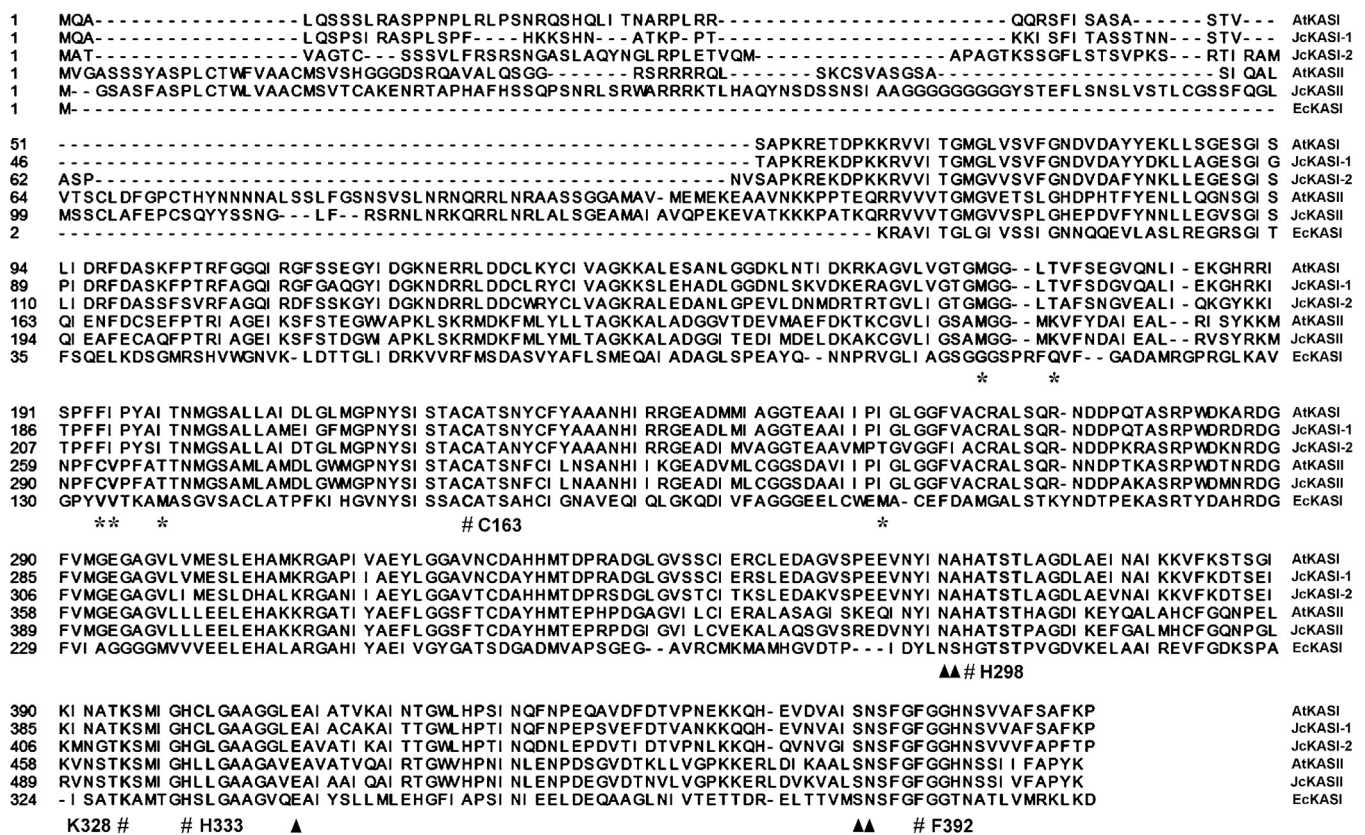 1 MQA--------------LQSSSLRASPPNPLRLPSNRQSHQLITNARPLRR--------------------QQRSFISASA-----STV--- AtKASI
1 MQA--------------LQSPSIRASPLSPF---HKKSHN---ATKP-PT---------------------KKISFITASSTNN--STV--- JcKASI-1
1 MAT--------------VAGTC---SSSVLFRSRSNGASLAQYNGLRPLETVQM------------APAGTKSSGFLSTSVPKS--RTIRAM JcKASI-2
1 MVGASSSYASPLCTWFVAACMSVSHGGGDSRQAVALQSGG-------RSRRRRQL------SKCSVASGSA-----------------SIQAL AtKASII
1 M--GSASFASPLCTWLVAACMSVTCAKENRTAPHAFHSSQPSNRLSRWARRRKTLHAQYNSDSSNSIAAGGGGGGGGGYSTEFLSNSLVSTLCGSSFQGL JcKASII
1 M------------------------------------------------------------------------------------------- EcKASI
51 ------------------------------------------------SAPKRETDPKKRVVITGMGLVSVFGNDVDAYYEKLLSGESGIS AtKASI
46 ------------------------------------------------TAPKREKDPKKRVVITGMGLVSVFGNDVDAYYDKLLAGESGIG JcKASI-1
62 ASP---------------------------------------------NVSAPKREKDPKKRVVITGMGVVSVFGNDVDAFYNKLLEGESGIS JcKASI-2
64 VTSCLDFGPCTHYNNNNALSSLFGSNSVSLNRNQRRLNRAASSGGAMAV-MEMEKEAAVNKKPPTEQRRVVVTGMGVETSLGHDPHTFYENLLQGNSGIS AtKASII
99 MSSCLAFEPCSQYYSSNG---LF--RSRNLNRKQRRLNRLALSGEAMAIAVQPEKEVATKKKPATKQRRVVVTGMGVVSPLGHEPDVFYNNLLEGVSGIS JcKASII
2 ------------------------------------------------------------KRAVITGLGIVSSIGNNQQEVLASLREGRSGIT EcKASI
94 LIDRFDASKFPTRFGGQIRGFSSEGYIDGKNERRLDDCLKYCIVAGKKALESANLGGDKLNTIDKRKAGVLVGTGMGG--LTVFSEGVQNLI-EKGHRRI AtKASI
89 PIDRFDASKFPTRFAGQIRGFGAQGYIDGKNERRLDDCLRYCIVAGKKSLEHADLGGDNLSKVDKERAGVLVGTGMGG--LTVFSDGVQALI-EKGHRKI JcKASI-1
110 LIDRFDASSFSVRFAGQIRDFSSKGYIDGKNDRRLDDCWRYCLVAGKRALEDANLGPEVLDNMDRTRTGVLIGTGMGG--LTAFSNGVEALI-QKGYKKI JcKASI-2
163 QIENFDCSEFPTRIAGEIKSFSTEGWVAPKLSKRMDKFMLYLLTAGKKALADGGVTDEVMAEFDKTKCGVLIGSAMGG--MKVFYDAIEAL--RISYKKM AtKASII
194 QIEAFECAQFPTRIAGEIKSFSTDGWIAPKLSKRMDKFMLYMLTAGKKALADGGITEDIMDELDKAKCGVLIGSAMGG--MKVFNDAIEAL--RVSYRKM JcKASII
35 FSQELKDSGMRSHVWGNVK-LDTTGLIDRKVVRFMSDASVYAFLSMEQAIADAGLSPEAYQ--NNPRVGLIAGSGGGSPRFQVF--GADAMRGPRGLKAV EcKASI
* *
191 SPFFIPYAITNMGSALLAIDLGLMGPNYSISTACATSNYCFYAAANHIRRGEADMMIAGGTEAAIIPIGLGGFVACRALSQR-NDDPQTASRPWDKARDG AtKASI
186 TPFFIPYAITNMGSALLAMEIGFMGPNYSISTACATSNYCFYAAANHIRRGEADLMIAGGTEAAIIPIGLGGFVACRALSQR-NDDPQTASRPWDRDRDG JcKASI-1
207 TPFFIPYSITNMGSALLAIDTGLMGPNYSISTACATANYCFYAAANHIRRGEADIMVAGGTEAAVMPTGVGGFIACRALSQR-NDDPKRASRPWDKDRDG JcKASI-2
259 NPFCVPFATTNMGSAMLAMDLGWMGPNYSISTACATSNFCILNSANHIIKGEADVMLCGGSDAVIIPIGLGGFVACRALSQR-NNDPTKASRPWDTNRDG AtKASII
290 NPFCVPFATTNMGSAMLAMDLGWMGPNYSISTACATSNFCILNAANHIIRGEADIMLCGGSDAAIIPIGLGGFVACRALSQR-NNDPAKASRPWDMNRDG JcKASII
130 GPYVVTKAMASGVSACLATPFKIHGVNYSISSACATSAHCIGNAVEQIQLGKQDIVFAGGGEELCWEMA-CEFDAMGALSTKYNDTPEKASRTYDAHRDG EcKASI
** * # C163 *
290 FVMGEGAGVLVMESLEHAMKRGAPIVAEYLGGAVNCDAHHMTDPRADGLGVSSCIERCLEDAGVSPEEVNYINAHATSTLAGDLAEINAIKKVFKSTSGI AtKASI
285 FVMGEGAGVLVMESLEHAMKRGAPIIAEYLGGAVNCDAYHMTDPRADGLGVSSCIERSLEDAGVSPEEVNYINAHATSTLAGDLAEINAIKKVFKDTSEI JcKASI-1
306 FVMGEGAGVLIMESLDHALKRGANIIAEYLGGAVTCDAHHMTDPRSDGLGVSTCITKSLEDAKVSPEEVNYINAHATSTLAGDLAEVNAIKKVFKDTSEI JcKASI-2
358 FVMGEGAGVLLLEELEHAKKRGATIYAEFLGGSFTCDAYHMTEPHPDGAGVILCIERALASAGISKEQINYINAHATSTHAGDIKEYQALAHCFGQNPEL AtKASII
389 FVMGEGAGVLLLEELEHAKKRGANIYAEFLGGSFTCDAYHMTEPRPDGIGVILCVEKALAQSGVSREDVNYINAHATSTPAGDIKEFGALMHCFGQNPGL JcKASII
229 FVIAGGGGMVVVEELEHALARGAHIYAEIVGYGATSDGADMVAPSGEG--AVRCMKMAMHGVDTP---IDYLNSHGTSTPVGDVKELAAIREVFGDKSPA EcKASI
▲▲ # H298
390 KINATKSMIGHCLGAAGGLEAIATVKAINTGWLHPSINQFNPEQAVDFDTVPNEKKQH-EVDVAISNSFGFGGHNSVVAFSAFKP AtKASI
385 KINATKSMIGHCLGAAGGLEAIACAKAITTGWLHPTINQFNPEPSVEFDTVANKKQQH-EVNVAISNSFGFGGHNSVVAFSAFKP JcKASI-1
406 KMNGTKSMIGHGLGAAGGLEAVATIKAITTGWLHPTINQDNLEPDVTIDTVPNLKKQH-QVNVGISNSFGFGGHNSVVVFAPFTP JcKASI-2
458 KVNSTKSMIGHLLGAAGAVEAVATVQAIRTGWVHPNINLENPDSGVDTKLLVGPKKERLDIKAALSNSFGFGGHNSSIIFAPYK AtKASII
489 RVNSTKSMIGHLLGAAGAVEAIAAIQAIRTGWVHPNINLENPDEGVDTNVLVGPKKERLDVKVALSNSFGFGGHNSSIVFAPYK JcKASII
324 -ISATKAMTGHSLGAAGVQEAIYSLLMLEHGFIAPSINIEELDEQAAGLNIVTETTDR-ELTTVMSNSFGFGGTNATLVMRKLKD EcKASI
K328 # # H333 ▲ ▲▲ # F392